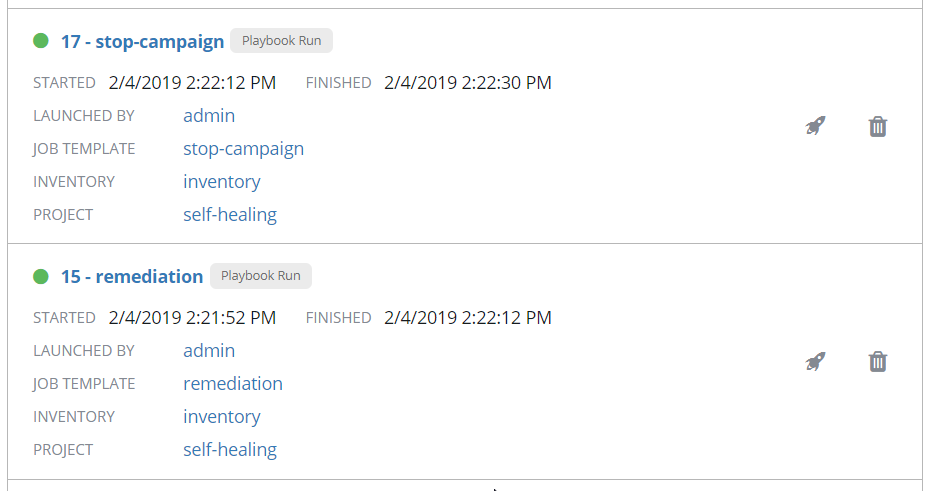 17 - stop-campaign Playbook Run
STARTED 2/4/2019 2:22:12 PM FINISHED 2/4/2019 2:22:30 PM
LAUNCHED BY admin
JOB TEMPLATE stop-campaign
INVENTORY inventory
PROJECT self-healing
15 - remediation Playbook Run
STARTED 2/4/2019 2:21:52 PM FINISHED 2/4/2019 2:22:12 PM
LAUNCHED BY admin
JOB TEMPLATE remediation
INVENTORY inventory
PROJECT self-healing